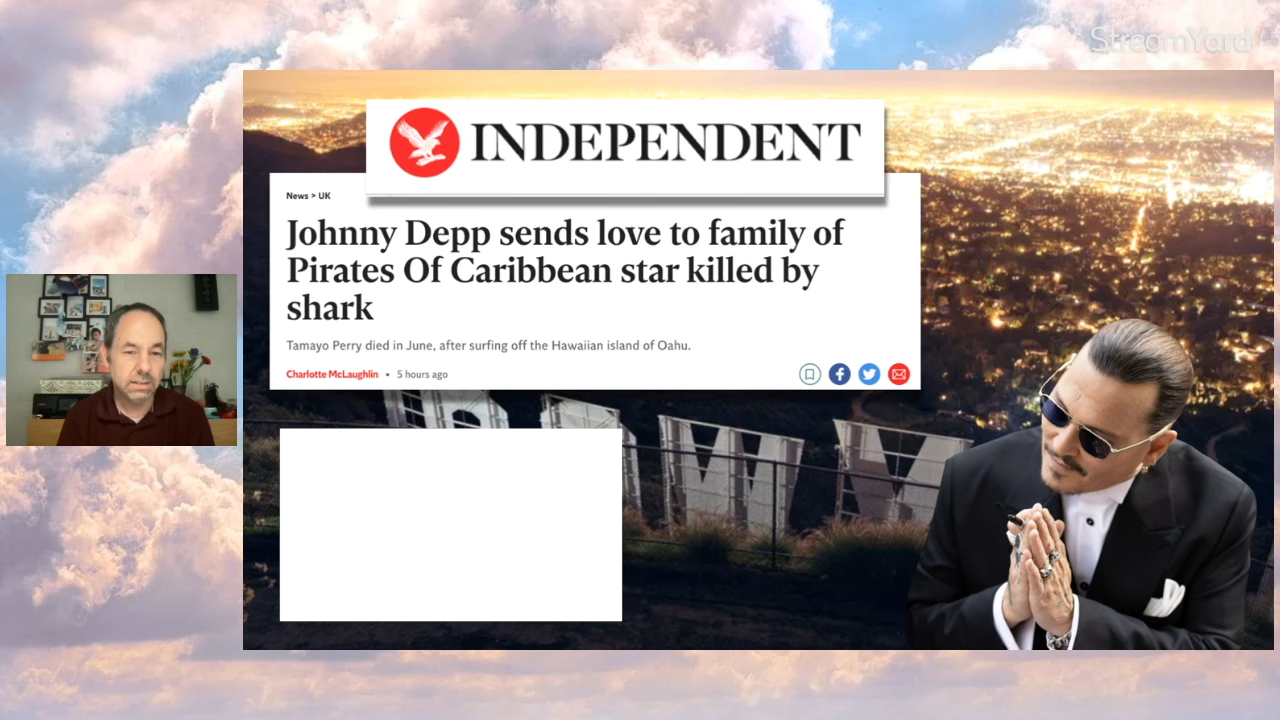 StreamYard
INDEPENDENT
News > UK
Johnny Depp sends love to family of
Pirates Of Caribbean star killed by
shark
Tamayo Perry died in June, after surfing off the Hawaiian island of Oahu.
Charlotte McLaughlin • 5 hours ago